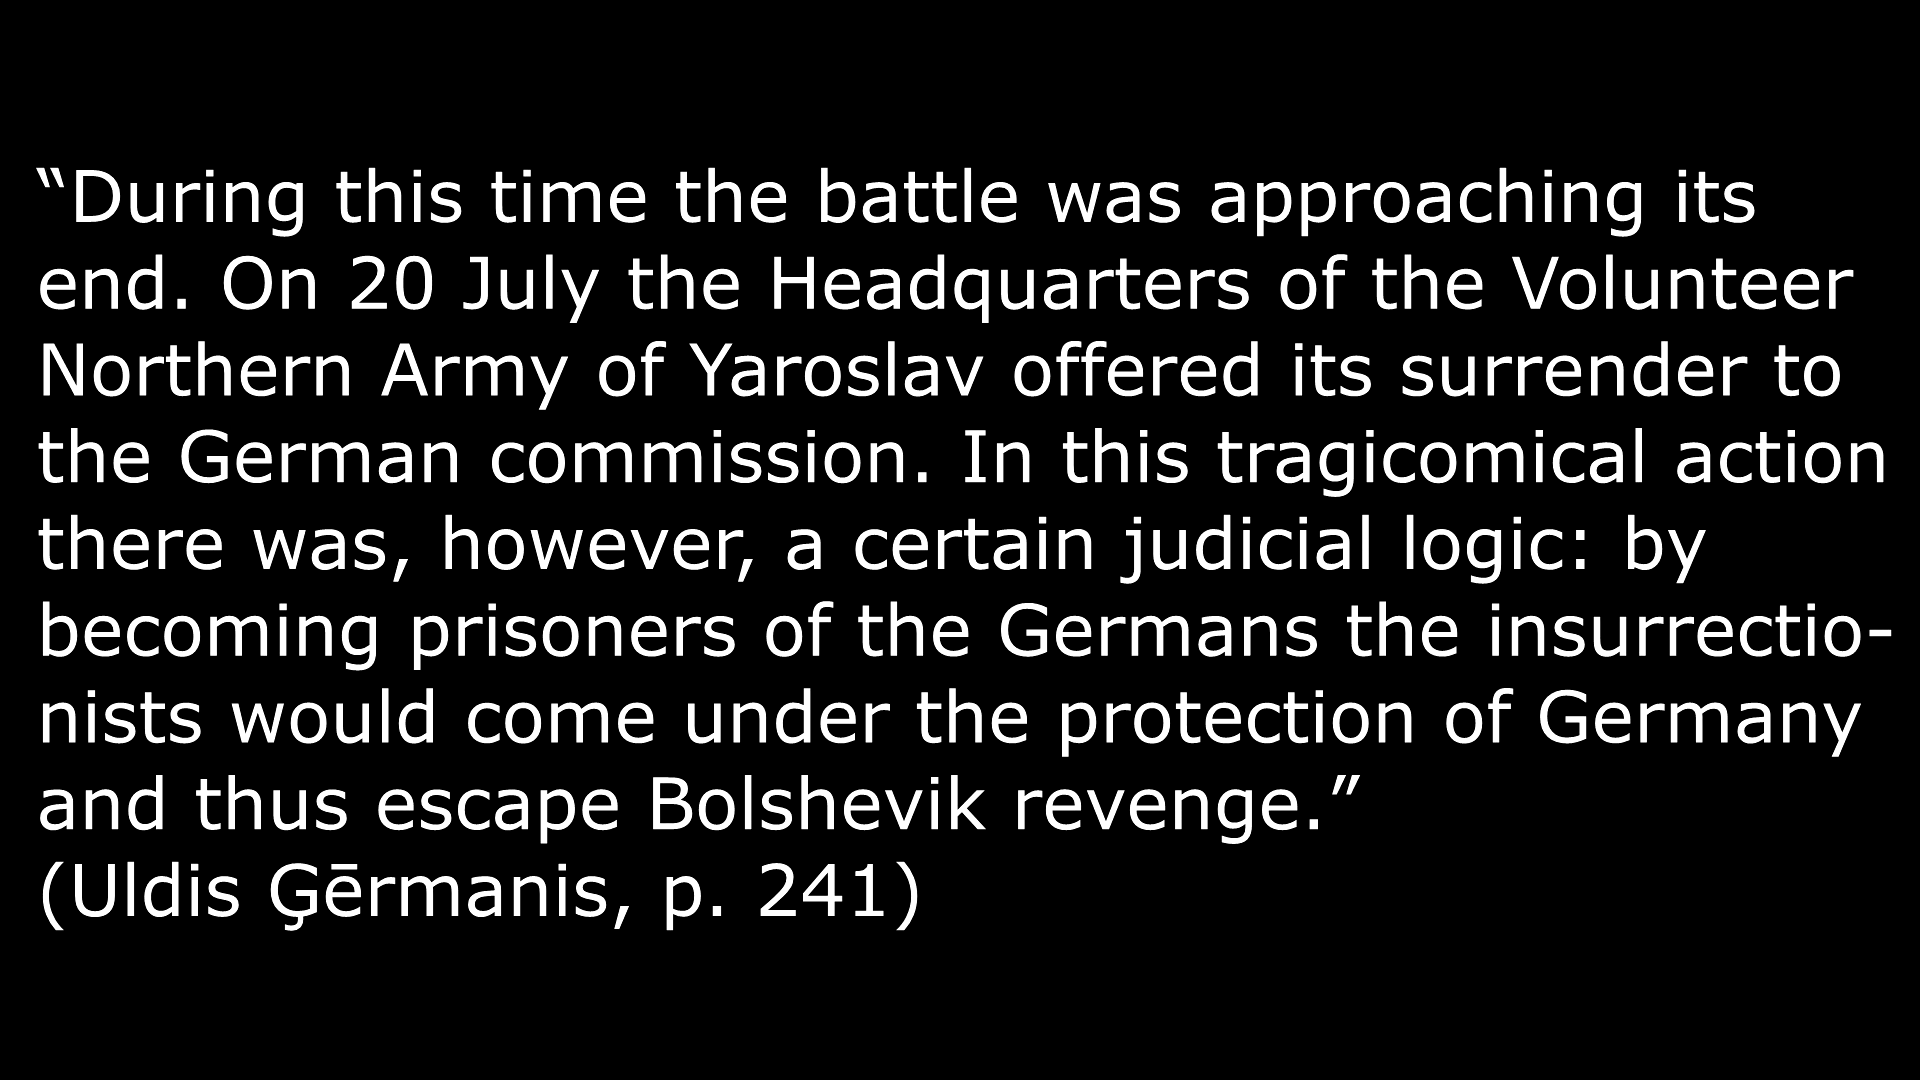 “During this time the battle was approaching its
end. On 20 July the Headquarters of the Volunteer
Northern Army of Yaroslav offered its surrender to
the German commission. In this tragicomical action
there was, however, a certain judicial logic: by
becoming prisoners of the Germans the insurrectio-
nists would come under the protection of Germany
and thus escape Bolshevik revenge.”
(Uldis Ģērmanis, p. 241)